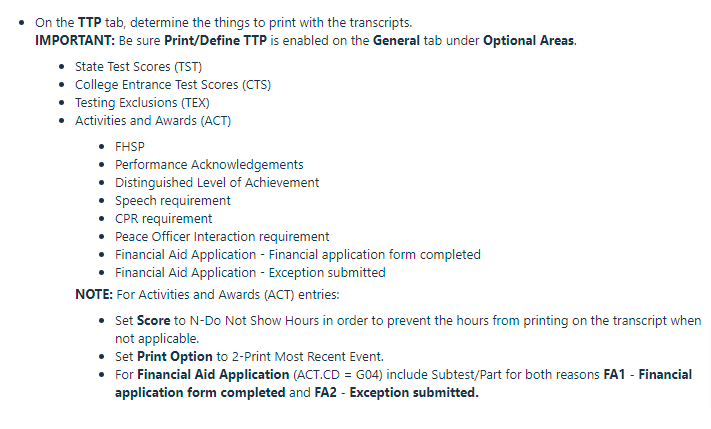 On the TTP tab, determine the things to print with the transcripts.
IMPORTANT: Be sure Print/Define TTP is enabled on the General tab under Optional Areas.
State Test Scores (TST)
College Entrance Test Scores (CTS)
Testing Exclusions (TEX)
Activities and Awards (ACT)
FHSP
Performance Acknowledgements
Distinguished Level of Achievement
Speech requirement
CPR requirement
Peace Officer Interaction requirement
Financial Aid Application - Financial application form completed
Financial Aid Application - Exception submitted
NOTE: For Activities and Awards (ACT) entries:
Set Score to N-Do Not Show Hours in order to prevent the hours from printing on the transcript when
not applicable.
Set Print Option to 2-Print Most Recent Event.
For Financial Aid Application (ACT.CD = G04) include Subtest/Part for both reasons FA1 - Financial
application form completed and FA2 - Exception submitted.